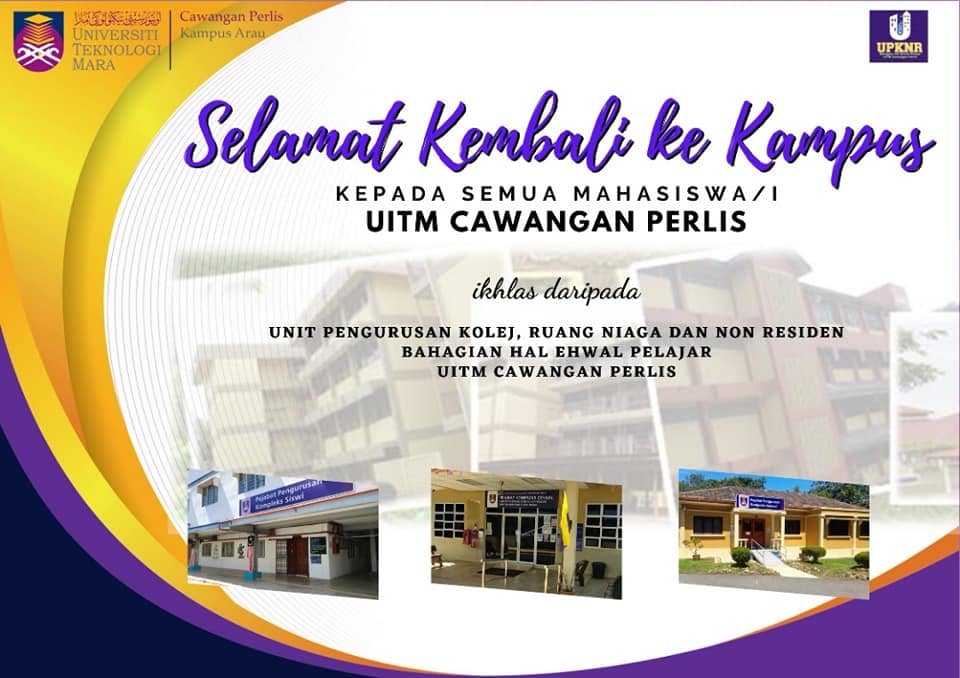 UNIVERSITI
TEKNOLOGI
MARA
Cawangan Perlis
Kampus Arau
UPKNR
Selamat Kembali ke Kampus
KEPADA SEMUA MAHASISWA/I
UITM CAWANGAN PERLIS
ikhlas daripada
UNIT PENGURUSAN KOLEJ, RUANG NIAGA DAN NON RESIDEN
BAHAGIAN HAL EHWAL PELAJAR
UITM CAWANGAN PERLIS
Pejabat Pengurusan
Kompleks Siswi